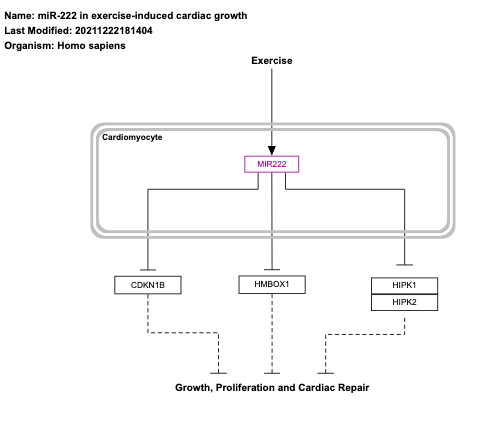 Name: miR-222 in exercise-induced cardiac growth
Last Modified: 20211222181404
Organism: Homo sapiens
Exercise
Cardiomyocyte
MIR222
CDKN1B
HMBOX1
HIPK1
HIPK2
Growth, Proliferation and Cardiac Repair